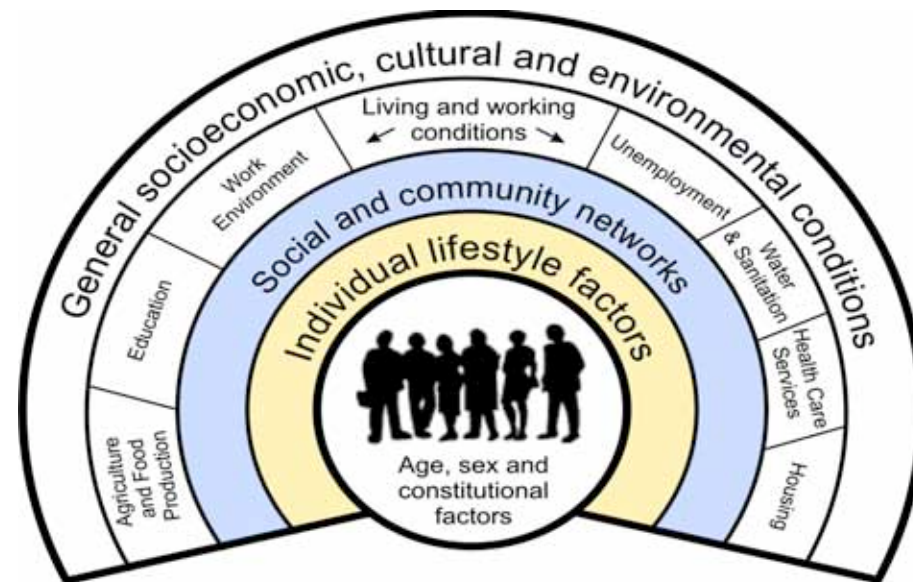 General socioeconomic, cultural and environmental conditions
Living and working
conditions
Agriculture
and Food
Production
Education
Work
Environment
Unemployment
Water
& Sanitation
Health Care
Services
Housing
Social and community networks
Individual lifestyle factors
Age, sex and
constitutional
factors